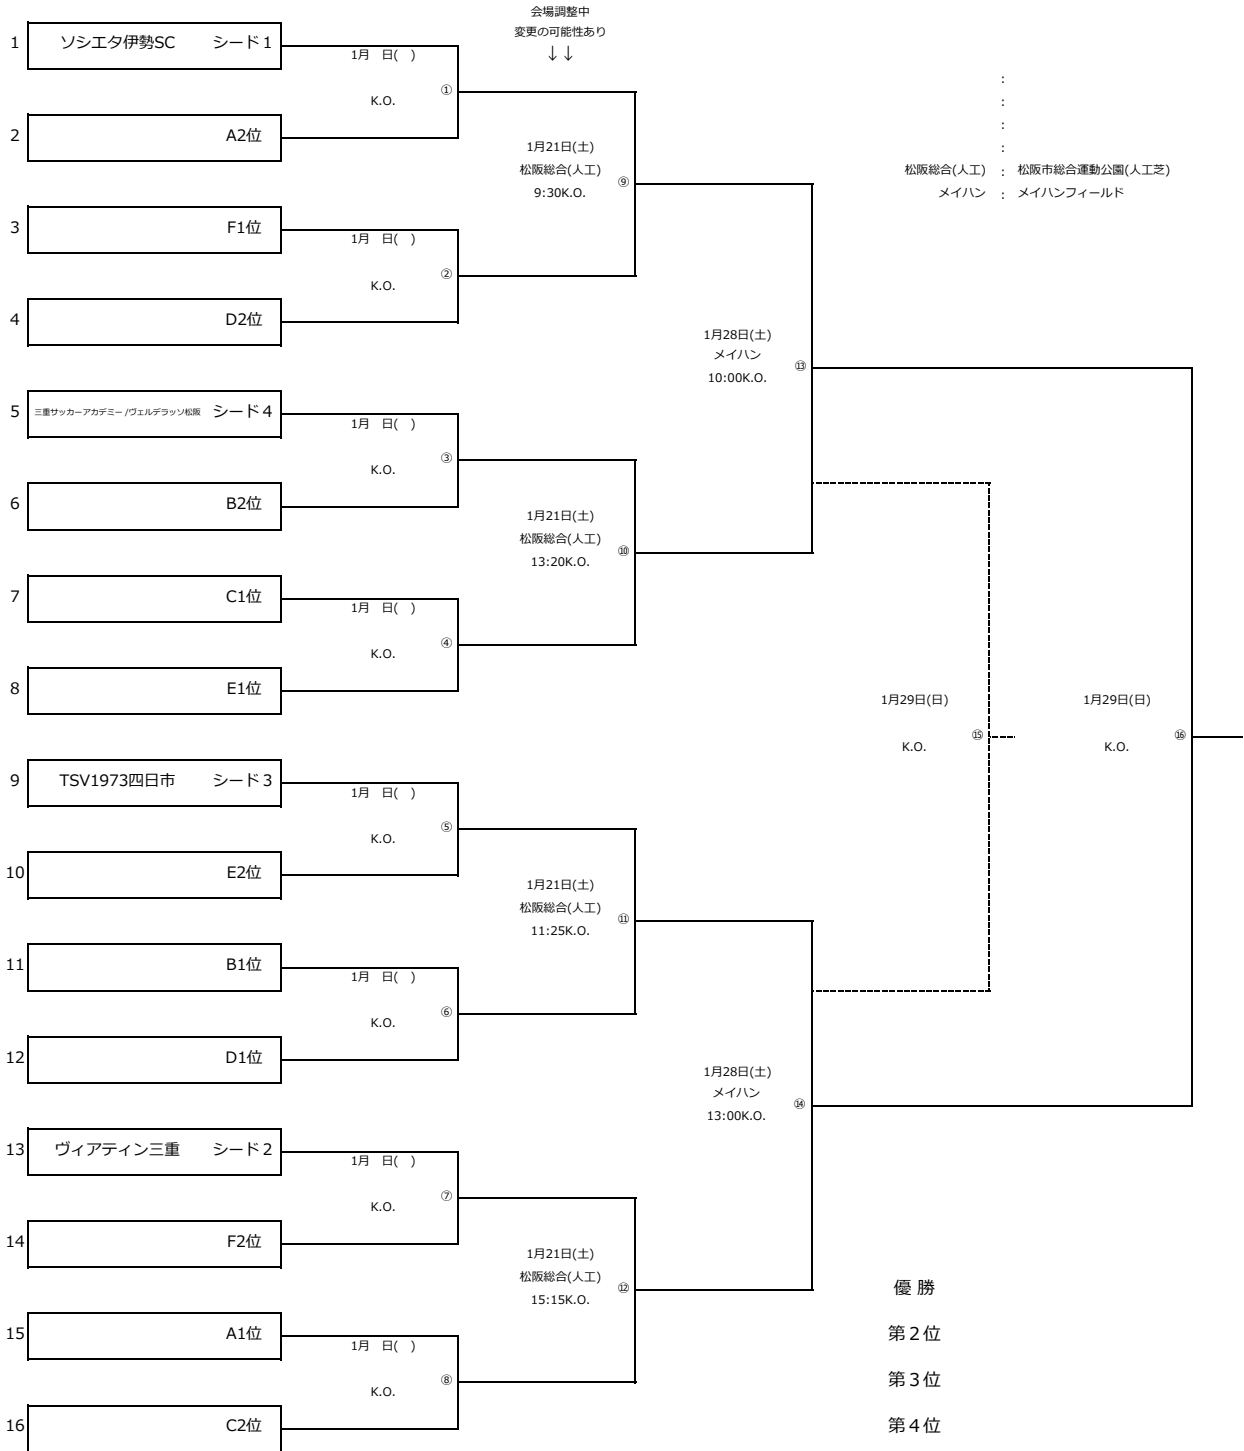 会場調整中
変更の可能性あり
↓↓
1 ソシエタ伊勢SC シード1
1月 日( )
K.O. ①
2 A2位
1月21日(土)
松阪総合(人工) ⑨
9:30K.O.
3 F1位
1月 日( )
K.O. ②
4 D2位
:
:
:
:
松阪総合(人工) : 松阪市総合運動公園(人工芝)
メイハン : メイハンフィールド
1月28日(土)
メイハン ⑬
10:00K.O.
5 三重サッカーアカデミー/ヴェルデラッソ松阪 シード4
1月 日( )
K.O. ③
6 B2位
1月21日(土)
松阪総合(人工) ⑩
13:20K.O.
7 C1位
1月 日( )
K.O. ④
8 E1位
1月29日(日)
K.O. ⑮
1月29日(日)
K.O. ⑯
9 TSV1973四日市 シード3
1月 日( )
K.O. ⑤
10 E2位
1月21日(土)
松阪総合(人工) ⑪
11:25K.O.
11 B1位
1月 日( )
K.O. ⑥
12 D1位
1月28日(土)
メイハン ⑭
13:00K.O.
13 ヴィアティン三重 シード2
1月 日( )
K.O. ⑦
14 F2位
1月21日(土)
松阪総合(人工) ⑫
15:15K.O.
15 A1位
1月 日( )
K.O. ⑧
16 C2位
優勝
第2位
第3位
第4位